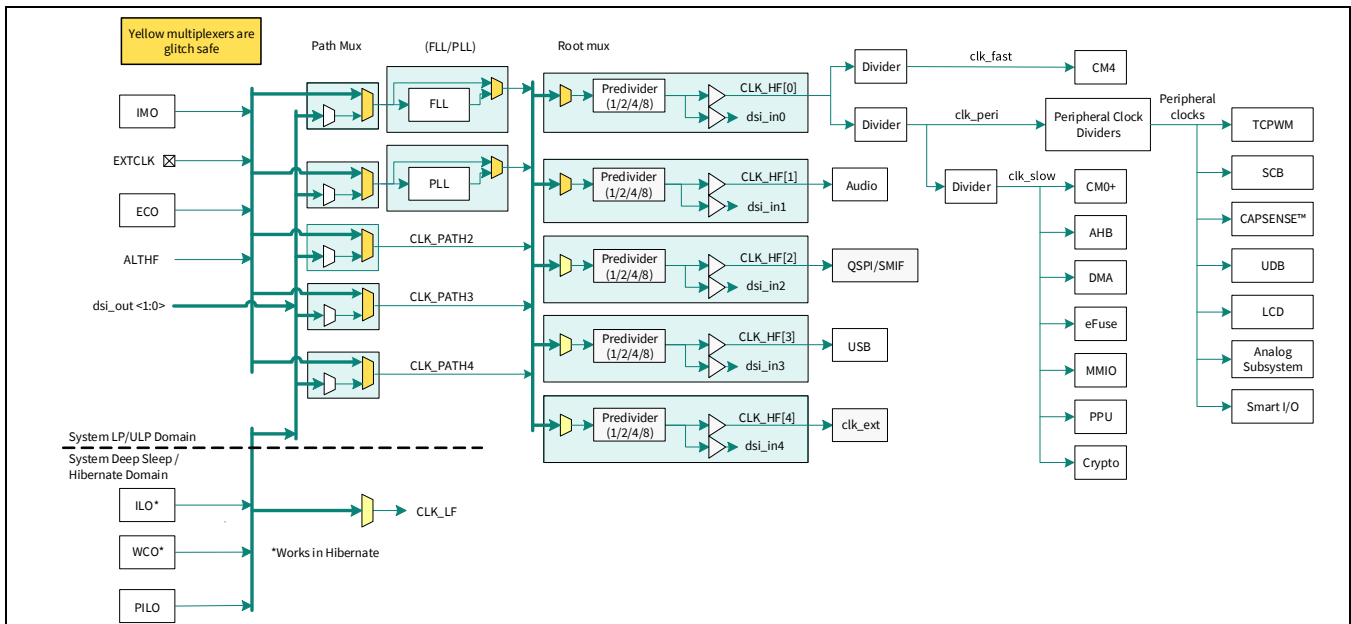 Yellow multiplexers are
glitch safe
Path Mux
(FLL/PLL)
Root mux
IMO
EXTCLK
ECO
ALTHF
dsi_out <1:0>
FLL
PLL
CLK_PATH2
CLK_PATH3
CLK_PATH4
Predivider
(1/2/4/8)
CLK_HF[0]
dsi_in0
Predivider
(1/2/4/8)
CLK_HF[1]
dsi_in1
Audio
Predivider
(1/2/4/8)
CLK_HF[2]
dsi_in2
QSPI/SMIF
Predivider
(1/2/4/8)
CLK_HF[3]
dsi_in3
USB
Predivider
(1/2/4/8)
CLK_HF[4]
dsi_in4
clk_ext
Divider
clk_fast
CM4
Divider
clk_peri
Peripheral Clock
Dividers
Peripheral
clocks
Divider
clk_slow
CM0+
AHB
DMA
eFuse
MMIO
PPU
Crypto
TCPWM
SCB
CAPSENSE™
UDB
LCD
Analog
Subsystem
Smart I/O
System LP/ULP Domain
System Deep Sleep /
Hibernate Domain
ILO*
WCO*
PILO
CLK_LF
*Works in Hibernate